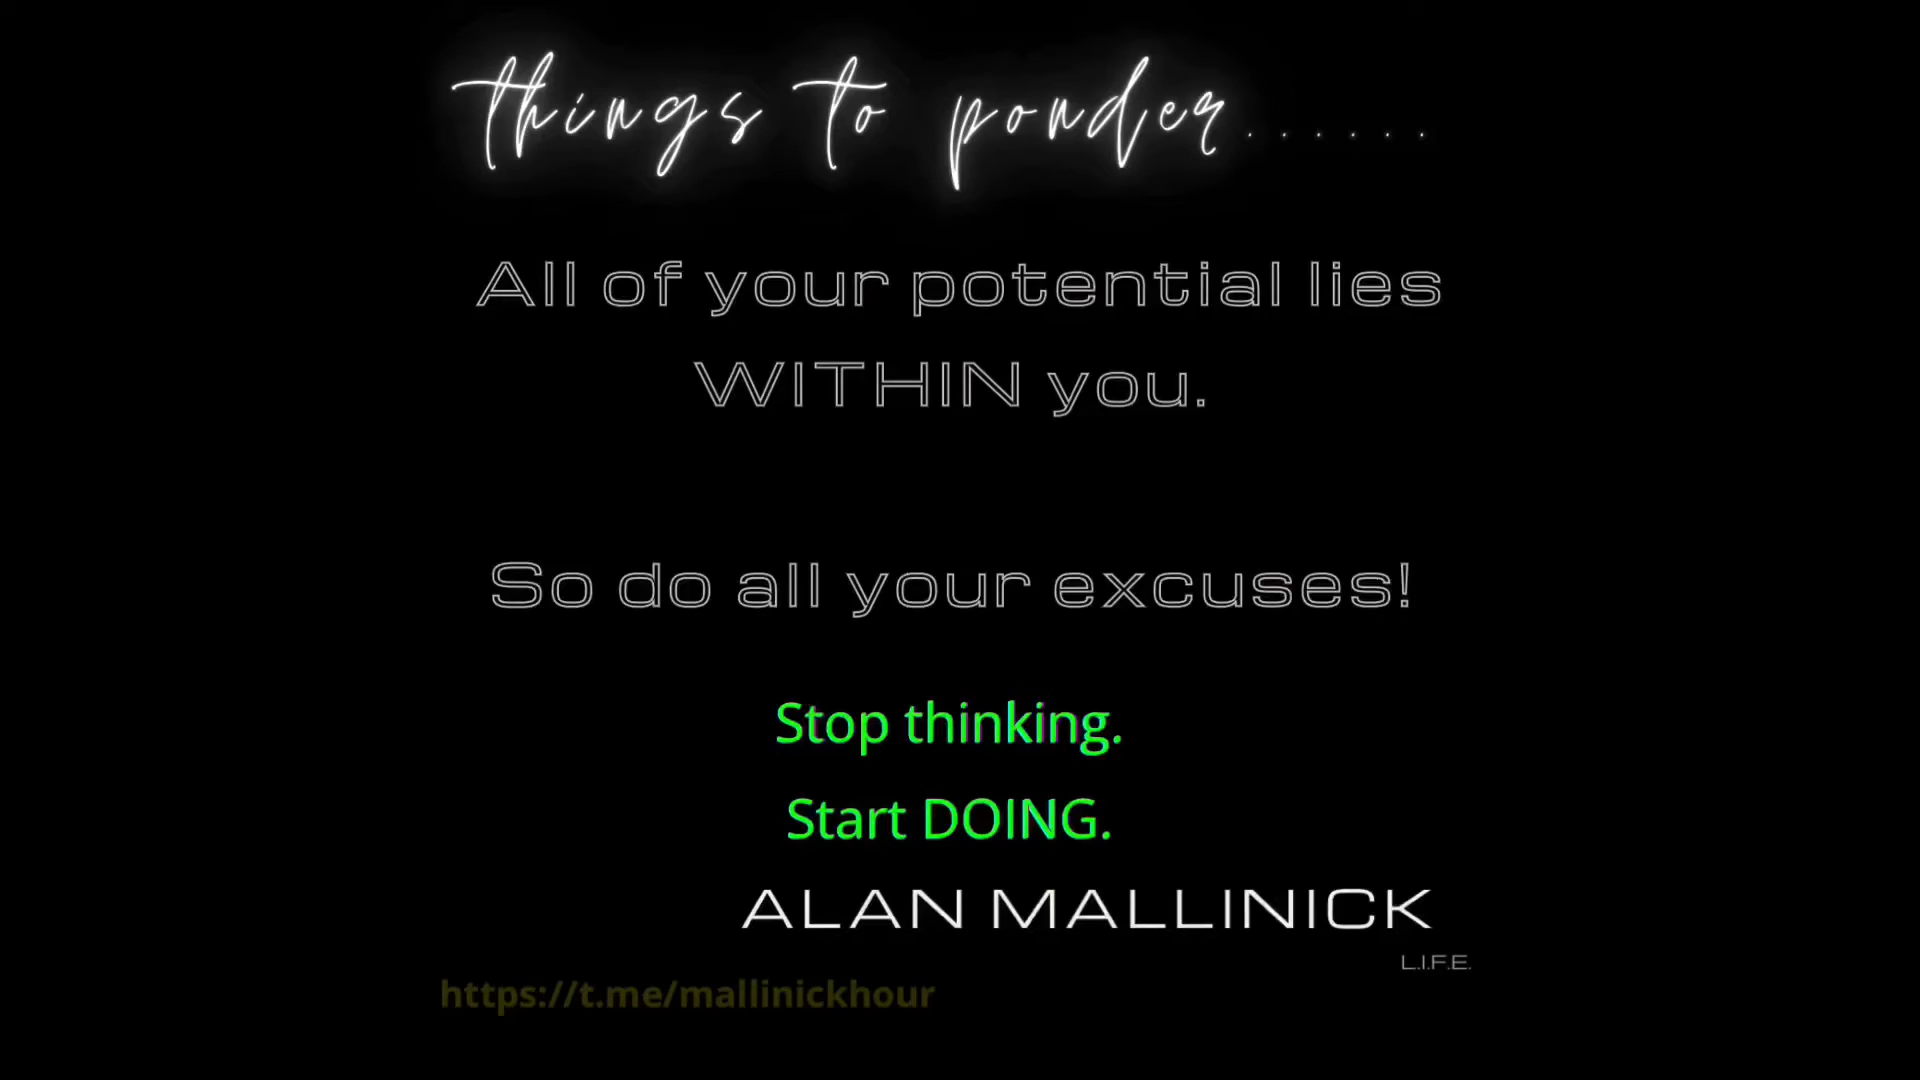 things to ponder......
All of your potential lies
WITHIN you.
So do all your excuses!
Stop thinking.
Start DOING.
ALAN MALLINICK
L.I.F.E.
https://t.me/mallinickhour